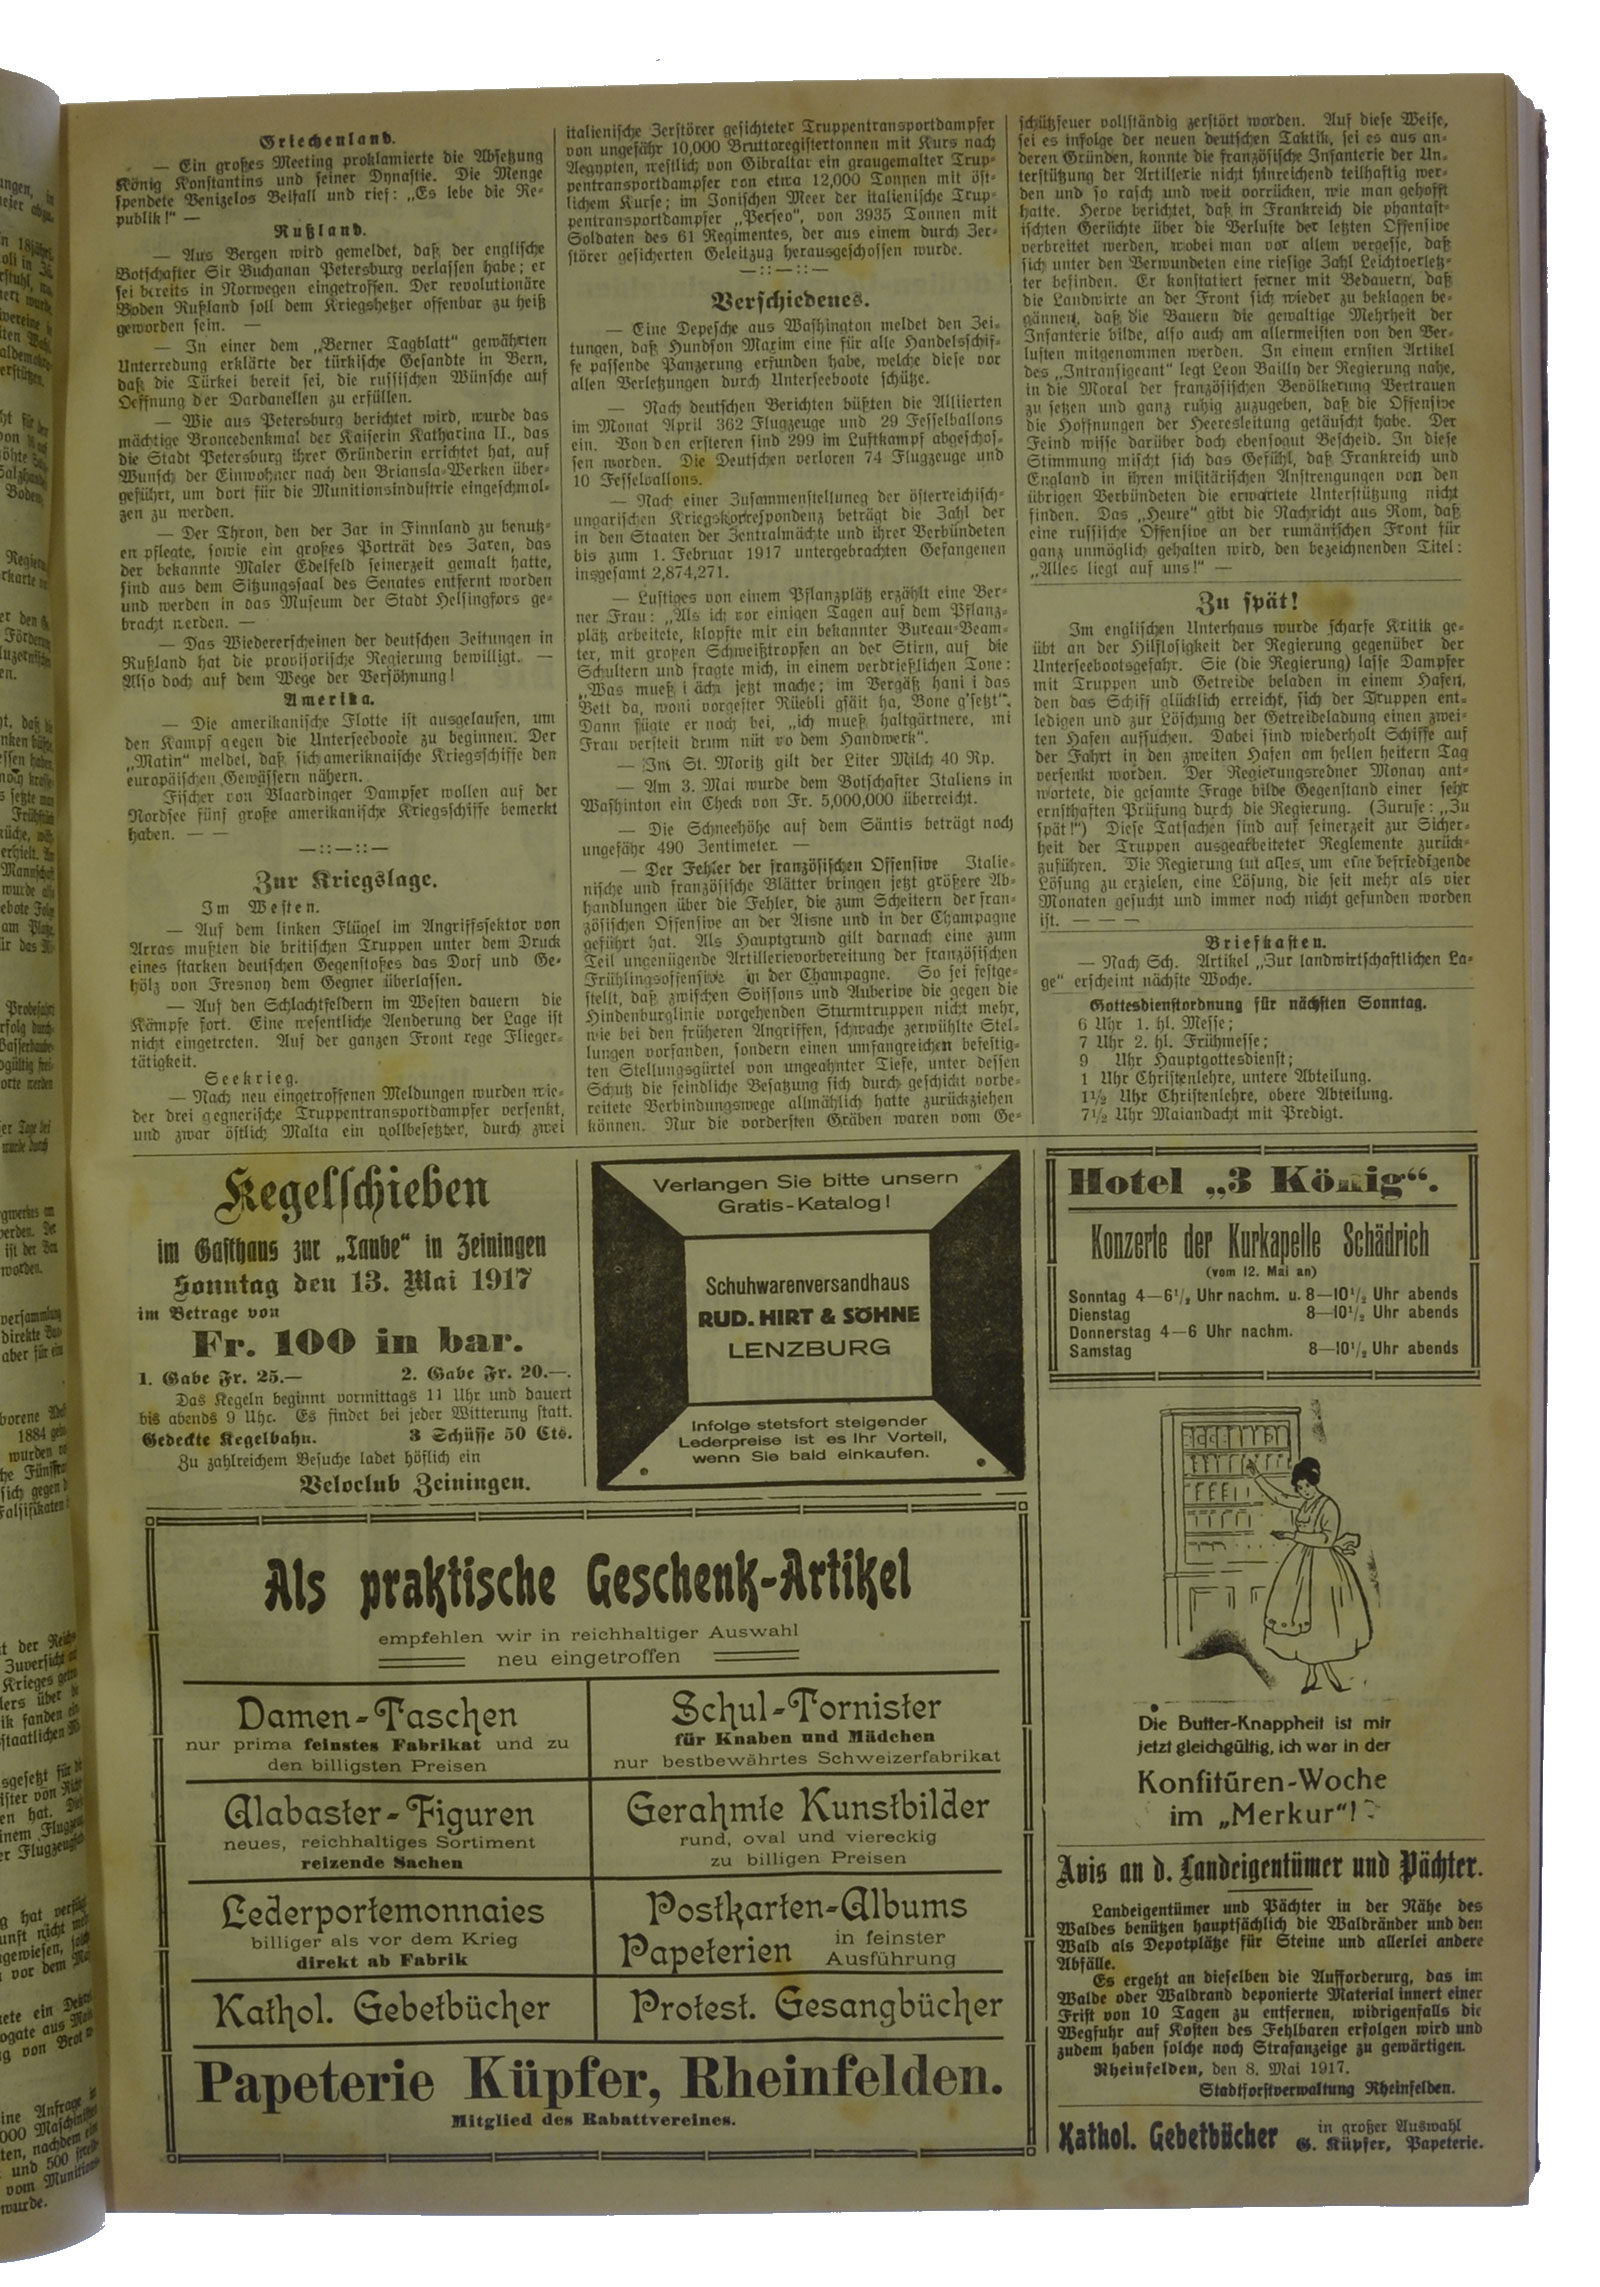 Griechenland.
— Ein großes Meeting proklamierte die Absetzung
König Konstantins und seiner Dynastie. Die Menge
spendete Venizelos Beifall und rief: „Es lebe die Re-
publik!" —
Rußland.
— Aus Bergen wird gemeldet, daß der englische
Botschafter Sir Buchanan Petersburg verlassen habe; er
sei bereits in Norwegen eingetroffen. Der revolutionäre
Boden Rußland soll dem Kriegshetzer offenbar zu heiß
geworden sein. —
— In einer dem „Berner Tagblatt" gewährten
Unterredung erklärte der türkische Gesandte in Bern,
daß die Türkei bereit sei, die russischen Wünsche auf
Oeffnung der Dardanellen zu erfüllen.
— Wie aus Petersburg berichtet wird, wurde das
mächtige Broncedenkmal der Kaiserin Katharina II., das
die Stadt Petersburg ihrer Gründerin errichtet hat, auf
Wunsch der Einwohner nach den Briansla-Werken über-
geführt, um dort für die Munitionsindustrie eingeschmol-
zen zu werden.
— Der Thron, den der Zar in Finnland zu benutz-
en pflegte, sowie ein großes Porträt des Zaren, das
der bekannte Maler Edelfeld seinerzeit gemalt hatte,
sind aus dem Sitzungssaal des Senates entfernt worden
und werden in das Museum der Stadt Helsingfors ge-
bracht werden. —
— Das Wiedererscheinen der deutschen Zeitungen in
Rußland hat die provisorische Regierung bewilligt. —
Also doch auf dem Wege der Versöhnung!
Amerika.
— Die amerikanische Flotte ist ausgelaufen, um
den Kampf gegen die Unterseeboote zu beginnen. Der
„Matin" meldet, daß sich ameriknaische Kriegsschiffe den
europäischen Gewässern nähern.
Fischer von Vlaardinger Dampfer wollen auf der
Nordsee fünf große amerikanische Kriegsschiffe bemerkt
haben. — —
—::—::—
Zur Kriegslage.
Im Westen.
— Auf dem linken Flügel im Angriffssektor von
Arras mußten die britischen Truppen unter dem Druck
eines starken deutschen Gegenstoßes das Dorf und Ge-
hölz von Fresnoy dem Gegner überlassen.
— Auf den Schlachtfeldern im Westen dauern die
Kämpfe fort. Eine wesentliche Aenderung der Lage ist
nicht eingetreten. Auf der ganzen Front rege Flieger-
tätigkeit.
Seekrieg.
— Nach neu eingetroffenen Meldungen wurden wie-
der drei gegnerische Truppentransportdampfer versenkt,
und zwar östlich Malta ein vollbesetzter, durch zwei
italienische Zerstörer gesichteter Truppentransportdampfer
von ungefähr 10,000 Bruttoregistertonnen mit Kurs nach
Aegypten, westlich von Gibraltar ein graugemalter Trup-
pentransportdampfer von etwa 12,000 Tonnen mit öst-
lichem Kurse; im Jonischen Meer der italienische Trup-
pentransportdampfer „Perseo", von 3935 Tonnen mit
Soldaten des 61 Regimentes, der aus einem durch Zer-
störer gesicherten Geleitzug herausgeschossen wurde.
—::—::—
Verschiedenes.
— Eine Depesche aus Washington meldet den Zei-
tungen, daß Hundson Maxim eine für alle Handelsschif-
fe passende Panzerung erfunden habe, welche diese vor
allen Verletzungen durch Unterseeboote schütze.
— Nach deutschen Berichten büßten die Alliierten
im Monat April 362 Flugzeuge und 29 Fesselballons
ein. Von den ersteren sind 299 im Luftkampf abgeschos-
sen worden. Die Deutschen verloren 74 Flugzeuge und
10 Fesselballons.
— Nach einer Zusammenstelluneg der österreichisch-
ungarischen Kriegskorrespondenz beträgt die Zahl der
in den Staaten der Zentralmächte und ihrer Verbündeten
bis zum 1. Februar 1917 untergebrachten Gefangenen
insgesamt 2,874,271.
— Lustiges von einem Pflanzplätz erzählt eine Ber-
ner Frau: „Als ich vor einigen Tagen auf dem Pflanz-
plätz arbeitete, klopfte mir ein bekannter Bureau-Beam-
ter, mit großen Schweißtropfen an der Stirn, auf die
Schultern und fragte mich, in einem verdrießlichen Tone:
„Was mueß i ächt jetzt mache; im Vergäß hani i das
Bett da, woni vorgester Rüebli gsäit ha, Bone g'setzt".
Dann fügte er noch bei, „ich mueß haltgärtnere, mi
Frau versteit drum nüt vo dem Handwerk".
— Im St. Moritz gilt der Liter Milch 40 Rp.
— Am 3. Mai wurde dem Botschafter Italiens in
Washinton ein Check von Fr. 5,000,000 überreicht.
— Die Schneehöhe auf dem Säntis beträgt noch
ungefähr 490 Zentimeter. —
— Der Fehler der französischen Offensive Italie-
nische und französische Blätter bringen jetzt größere Ab-
handlungen über die Fehler, die zum Scheitern der fran-
zösischen Offensive an der Aisne und in der Champagne
geführt hat. Als Hauptgrund gilt darnach eine zum
Teil ungenügende Artillerievorbereitung der französischen
Frühlingsoffensive in der Champagne. So sei festge-
stellt, daß zwischen Soissons und Auberive die gegen die
Hindenburglinie vorgehenden Sturmtruppen nicht mehr,
wie bei den früheren Angriffen, schwache zerwühlte Stel-
lungen vorfanden, sondern einen umfangreichen befestig-
ten Stellungsgürtel von ungeahnter Tiefe, unter dessen
Schutz die feindliche Besatzung sich durch geschickt vorbe-
reitete Verbindungswege allmählich hatte zurückziehen
können. Nur die vordersten Gräben waren vom Ge-
schützfeuer vollständig zerstört worden. Auf diese Weise,
sei es infolge der neuen deutschen Taktik, sei es aus an-
deren Gründen, konnte die französische Infanterie der Un-
terstützung der Artillerie nicht hinreichend teilhaftig wer-
den und so rasch und weit vorrücken, wie man gehofft
hatte. Herve berichtet, daß in Frankreich die phantast-
ischten Gerüchte über die Verluste der letzten Offensive
verbreitet werden, wobei man vor allem vergesse, daß
sich unter den Verwundeten eine riesige Zahl Leichtverletz-
ter befinden. Er konstatiert ferner mit Bedauern, daß
die Landwirte an der Front sich wieder zu beklagen be-
gännen, daß die Bauern die gewaltige Mehrheit der
Infanterie bilde, also auch am allermeisten von den Ver-
lusten mitgenommen werden. In einem ernsten Artikel
des „Intransigeant" legt Leon Bailly der Regierung nahe,
in die Moral der französischen Bevölkerung Vertrauen
zu setzen und ganz ruhig zuzugeben, daß die Offensive
die Hoffnungen der Heeresleitung getäuscht habe. Der
Feind wisse darüber doch ebensogut Bescheid. In diese
Stimmung mischt sich das Gefühl, daß Frankreich und
England in ihren militärischen Anstrengungen von den
übrigen Verbündeten die erwartete Unterstützung nicht
finden. Das „Heure" gibt die Nachricht aus Rom, daß
eine russische Offensive an der rumänischen Front für
ganz unmöglich gehalten wird, den bezeichnenden Titel:
„Alles liegt auf uns!" —
Zu spät!
Im englischen Unterhaus wurde scharfe Kritik ge-
übt an der Hilflosigkeit der Regierung gegenüber der
Unterseebootsgefahr. Sie (die Regierung) lasse Dampfer
mit Truppen und Getreide beladen in einem Hafen,
den das Schiff glücklich erreicht, sich der Truppen ent-
ledigen und zur Löschung der Getreideladung einen zwei-
ten Hafen aufsuchen. Dabei sind wiederholt Schiffe auf
der Fahrt in den zweiten Hafen am hellen heitern Tag
versenkt worden. Der Regierungsredner Monay ant-
wortete, die gesamte Frage bilde Gegenstand einer sehr
ernsthaften Prüfung durch die Regierung. (Zurufe: „Zu
spät!") Diese Tatsachen sind auf seinerzeit zur Sicher-
heit der Truppen ausgearbeiteter Reglemente zurück-
zuführen. Die Regierung tut alles, um eine befriedigende
Lösung zu erzielen, eine Lösung, die seit mehr als vier
Monaten gesucht und immer noch nicht gefunden worden
ist. — — —
Briefkasten.
— Nach Sch. Artikel „Zur landwirtschaftlichen La-
ge" erscheint nächste Woche.
Gottesdienstordnung für nächsten Sonntag.
6 Uhr 1. hl. Messe;
7 Uhr 2. hl. Frühmesse;
9 Uhr Hauptgottesdienst;
1 Uhr Christenlehre, untere Abteilung.
1½ Uhr Christenlehre, obere Abteilung.
7½ Uhr Maiandacht mit Predigt.
Kegelschieben
im Gasthaus zur „Taube" in Zeiningen
Sonntag den 13. Mai 1917
im Betrage von
Fr. 100 in bar.
1. Gabe Fr. 25.— 2. Gabe Fr. 20.—.
Das Kegeln beginnt vormittags 11 Uhr und dauert
bis abends 9 Uhr. Es findet bei jeder Witterung statt.
Gedeckte Kegelbahn. 3 Schüsse 50 Cts.
Zu zahlreichem Besuche ladet höflich ein
Veloclub Zeiningen.
Verlangen Sie bitte unsern
Gratis-Katalog!
Schuhwarenversandhaus
RUD. HIRT & SÖHNE
LENZBURG
Infolge stetsfort steigender
Lederpreise ist es Ihr Vorteil,
wenn Sie bald einkaufen.
Hotel „3 König".
Konzerte der Kurkapelle Schädrich
(vom 12. Mai an)
Sonntag 4—6½ Uhr nachm. u. 8—10½ Uhr abends
Dienstag 8—10½ Uhr abends
Donnerstag 4—6 Uhr nachm.
Samstag 8—10½ Uhr abends
Die Butter-Knappheit ist mir
jetzt gleichgültig, ich war in der
Konfitüren-Woche
im „Merkur"!
Avis an d. Landeigentümer und Pächter.
Landeigentümer und Pächter in der Nähe des
Waldes benützen hauptsächlich die Waldränder und den
Wald als Depotplätze für Steine und allerlei andere
Abfälle.
Es ergeht an dieselben die Aufforderurg, das im
Walde oder Waldrand deponierte Material innert einer
Frist von 10 Tagen zu entfernen, widrigenfalls die
Wegfuhr auf Kosten des Fehlbaren erfolgen wird und
zudem haben solche noch Strafanzeige zu gewärtigen.
Rheinfelden, den 8. Mai 1917.
Stadtforstverwaltung Rheinfelden.
Kathol. Gebetbücher in großer Auswahl
G. Küpfer, Papeterie.
Als praktische Geschenk-Artikel
empfehlen wir in reichhaltiger Auswahl
neu eingetroffen
Damen-Taschen
nur prima feinstes Fabrikat und zu
den billigsten Preisen
Schul-Tornister
für Knaben und Mädchen
nur bestbewährtes Schweizerfabrikat
Alabaster-Figuren
neues, reichhaltiges Sortiment
reizende Sachen
Gerahmte Kunstbilder
rund, oval und viereckig
zu billigen Preisen
Lederportemonnaies
billiger als vor dem Krieg
direkt ab Fabrik
Postkarten-Albums
Papeterien in feinster
Ausführung
Kathol. Gebetbücher
Protest. Gesangbücher
Papeterie Küpfer, Rheinfelden.
Mitglied des Rabattvereines.